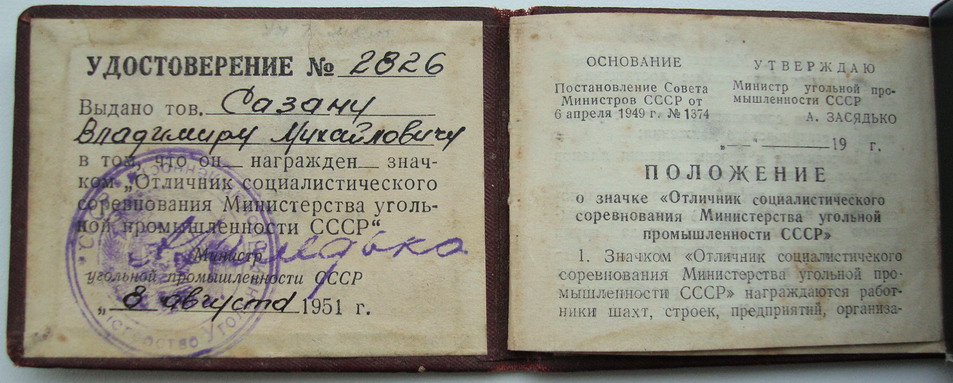 УДОСТОВЕРЕНИЕ № 2826
Выдано тов. Сазану
Владимиру Михайловичу
в том, что он награжден знач-
ком „Отличник социалистического
соревнования Министерства уголь-
ной промышленности СССР“
Министр
угольной промышленности СССР
„8 августа 1951 г.
ОСНОВАНИЕ
Постановление Совета
Министров СССР от
6 апреля 1949 г. № 1374
УТВЕРЖДАЮ
Министр угольной про-
мышленности СССР
А. ЗАСЯДЬКО
„ “ 19 г.
ПОЛОЖЕНИЕ
о значке «Отличник социалистического
соревнования Министерства угольной
промышленности СССР»
1. Значком «Отличник социалистического
соревнования Министерства угольной про-
мышленности СССР» награждаются работ-
ники шахт, строек, предприятий, организа-